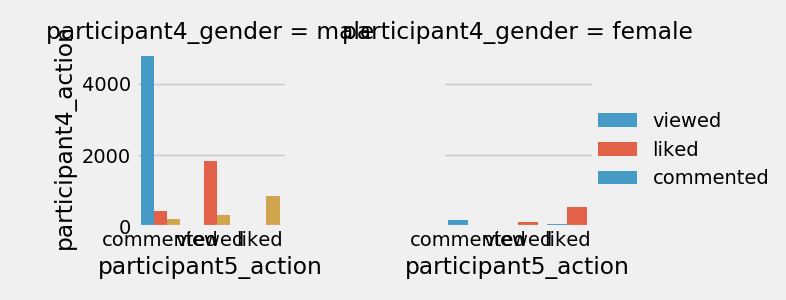 participant4_gender = male
participant4_gender = female
participant4_action
4000
2000
0
commented
viewed
liked
participant5_action
commented
viewed
liked
participant5_action
viewed
liked
commented